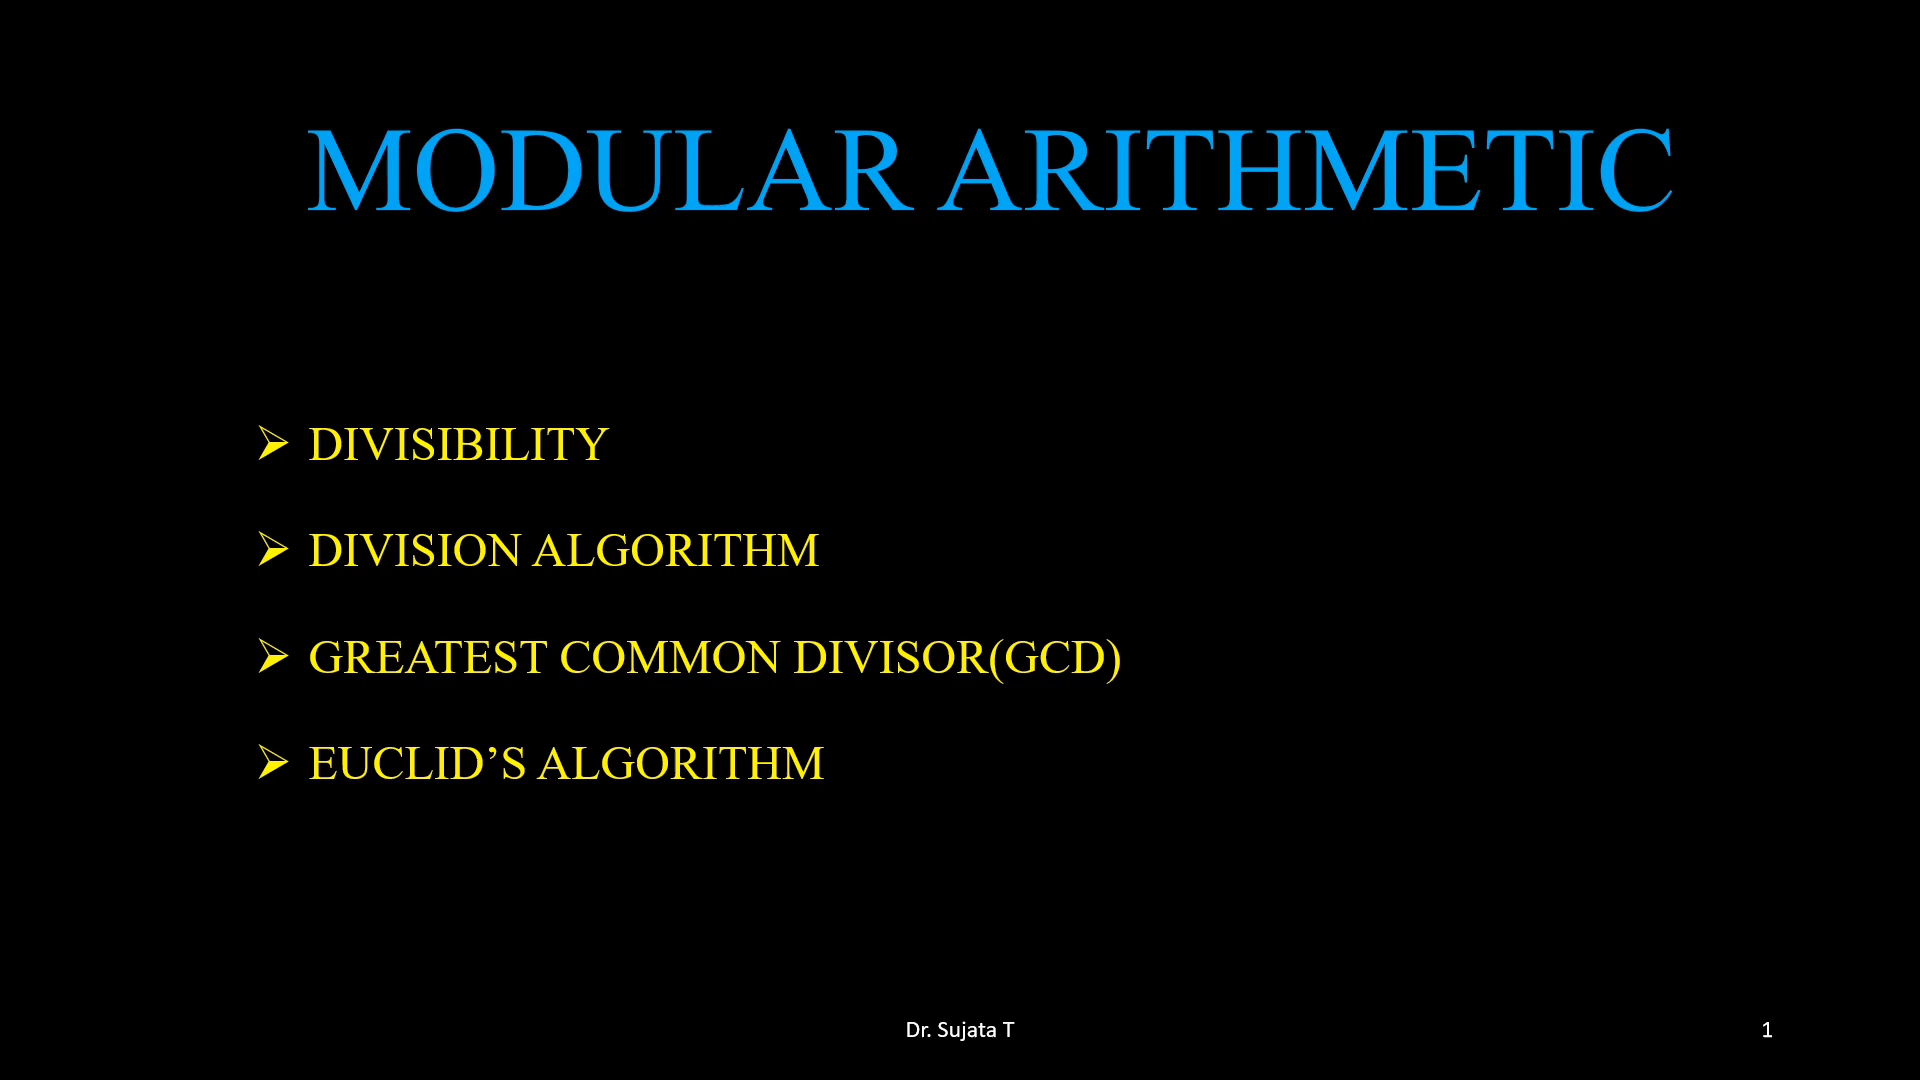 MODULAR ARITHMETIC
➢ DIVISIBILITY
➢ DIVISION ALGORITHM
➢ GREATEST COMMON DIVISOR(GCD)
➢ EUCLID’S ALGORITHM
Dr. Sujata T
1